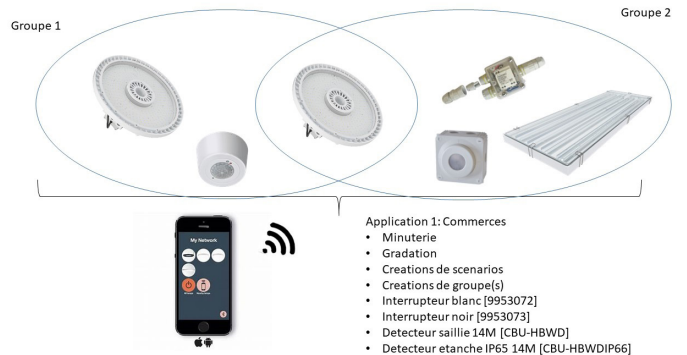 Groupe 1
Groupe 2
My Network
Application 1: Commerces
• Minuterie
• Gradation
• Creations de scenarios
• Creations de groupe(s)
• Interrupteur blanc [9953072]
• Interrupteur noir [9953073]
• Detecteur saillie 14M [CBU-HBWD]
• Detecteur etanche IP65 14M [CBU-HBWDIP66]